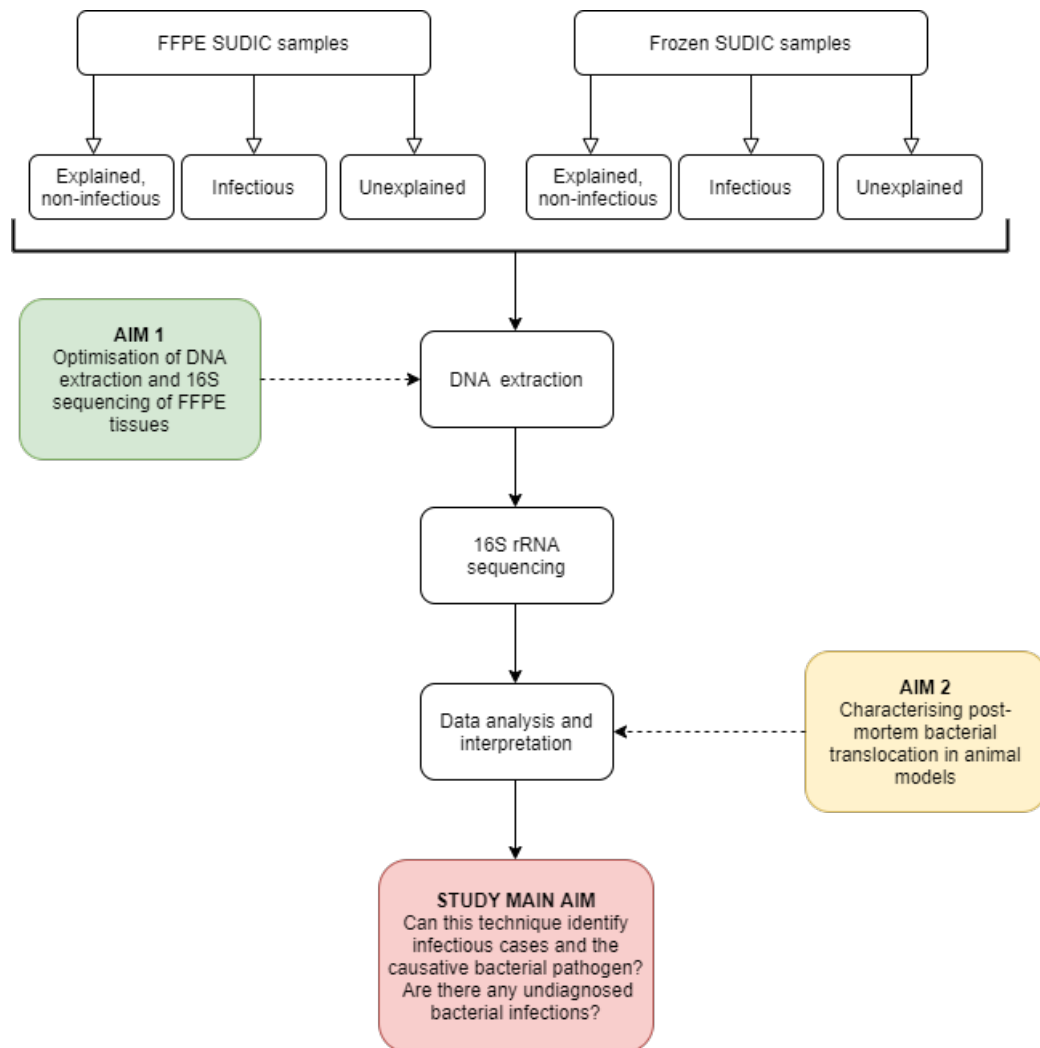 FFPE SUDIC samples
Frozen SUDIC samples
Explained,
non-infectious
Infectious
Unexplained
Explained,
non-infectious
Infectious
Unexplained
AIM 1
Optimisation of DNA
extraction and 16S
sequencing of FFPE
tissues
DNA extraction
16S rRNA
sequencing
AIM 2
Characterising post-
mortem bacterial
translocation in animal
models
Data analysis and
interpretation
STUDY MAIN AIM
Can this technique identify
infectious cases and the
causative bacterial pathogen?
Are there any undiagnosed
bacterial infections?